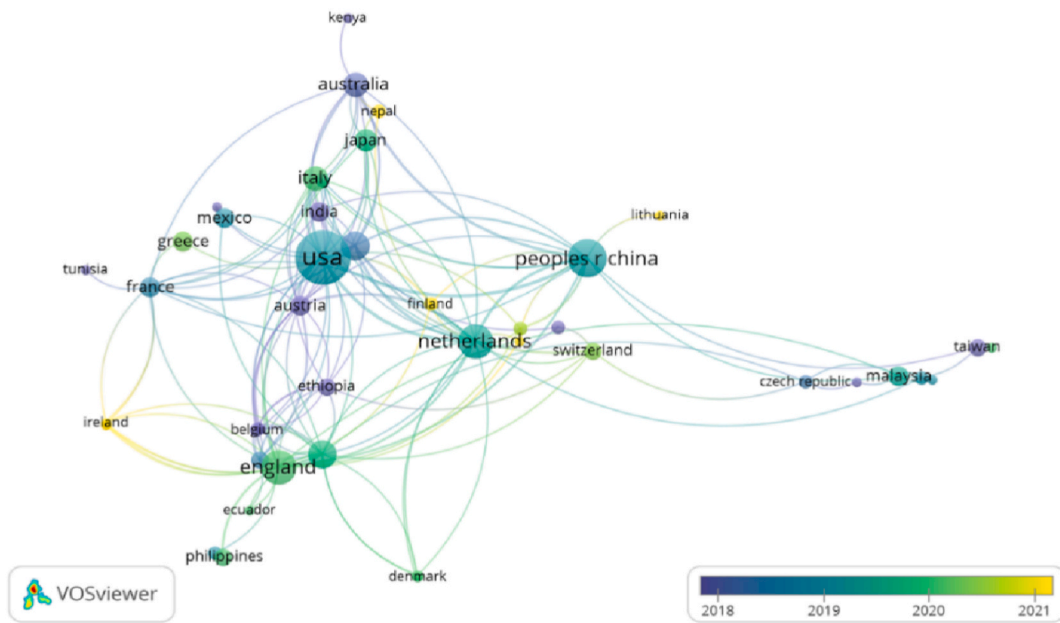 kenya
australia
nepal
japan
italy
india
mexico
lithuania
greece
usa
peoples r china
tunisia
france
finland
austria
netherlands
switzerland
taiwan
czech republic
malaysia
ethiopia
ireland
belgium
england
ecuador
philippines
denmark
VOSviewer
2018 2019 2020 2021